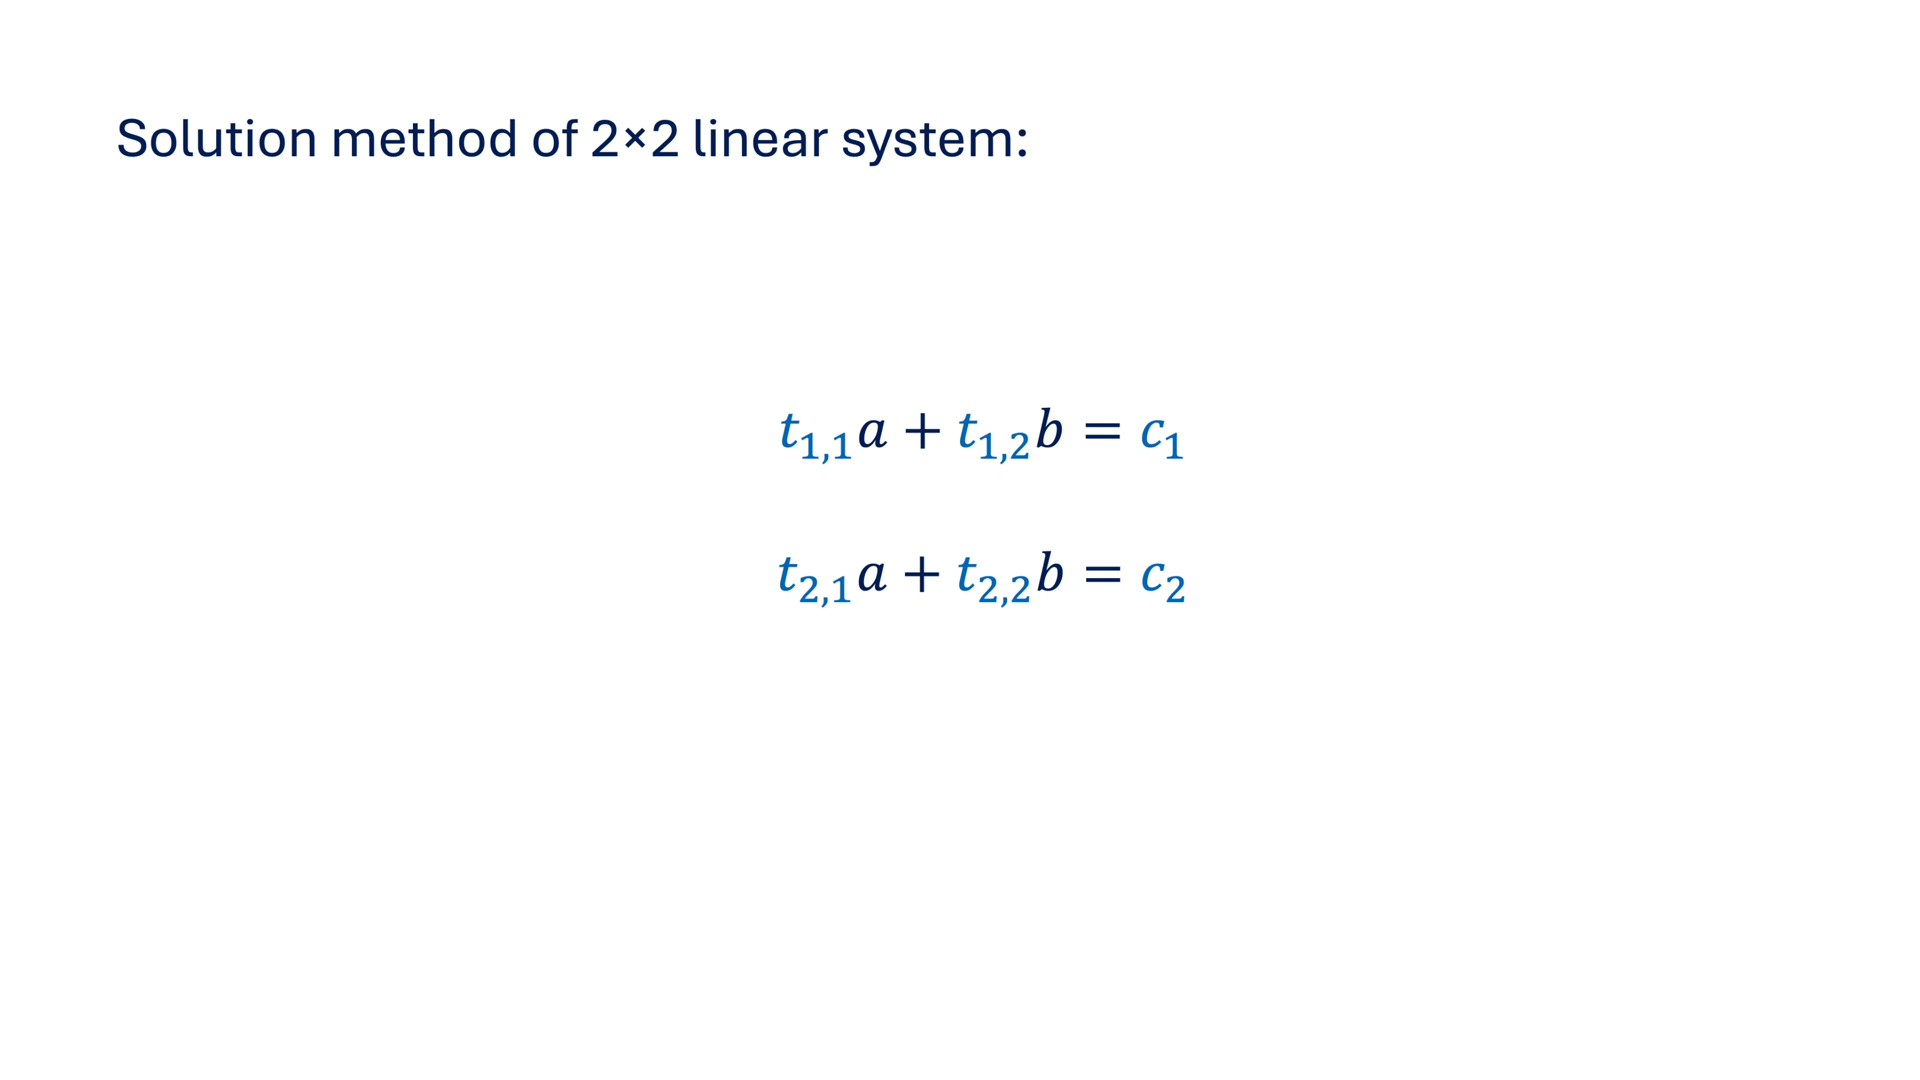 Solution method of 2×2 linear system:
t₁,₁a + t₁,₂b = c₁
t₂,₁a + t₂,₂b = c₂